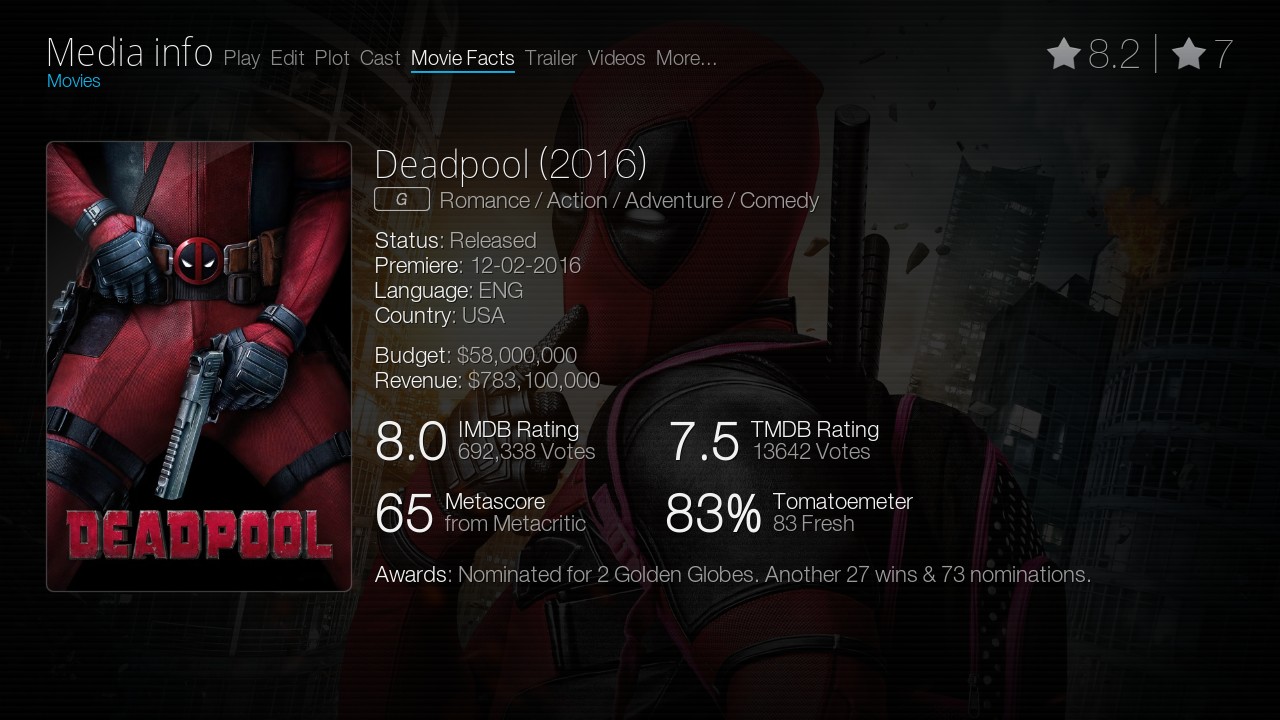 Media info Play Edit Plot Cast Movie Facts Trailer Videos More... 8.2 | 7
Movies
Deadpool (2016)
G Romance / Action / Adventure / Comedy
Status: Released
Premiere: 12-02-2016
Language: ENG
Country: USA
Budget: $58,000,000
Revenue: $783,100,000
8.0 IMDB Rating 692,338 Votes
7.5 TMDB Rating 13642 Votes
65 Metascore from Metacritic
83% Tomatoemeter 83 Fresh
Awards: Nominated for 2 Golden Globes. Another 27 wins & 73 nominations.
DEADPOOL